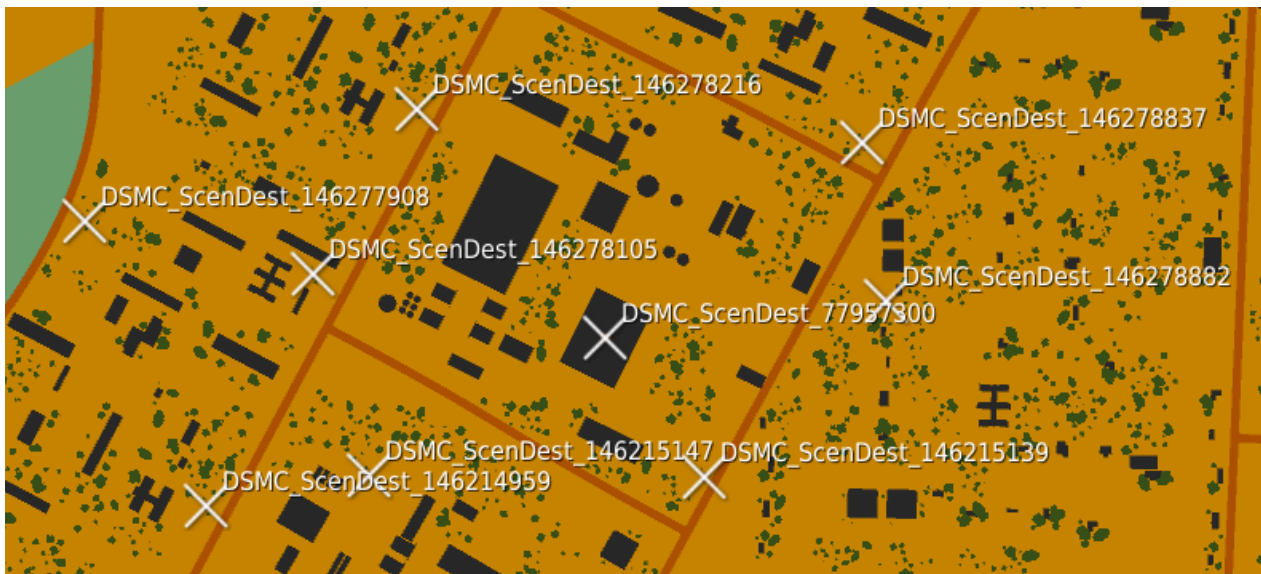 DSMC_ScenDest_146278216
DSMC_ScenDest_146278837
DSMC_ScenDest_146277908
DSMC_ScenDest_146278105
DSMC_ScenDest_146278882
DSMC_ScenDest_77957300
DSMC_ScenDest_146215147
DSMC_ScenDest_146215139
DSMC_ScenDest_146214959